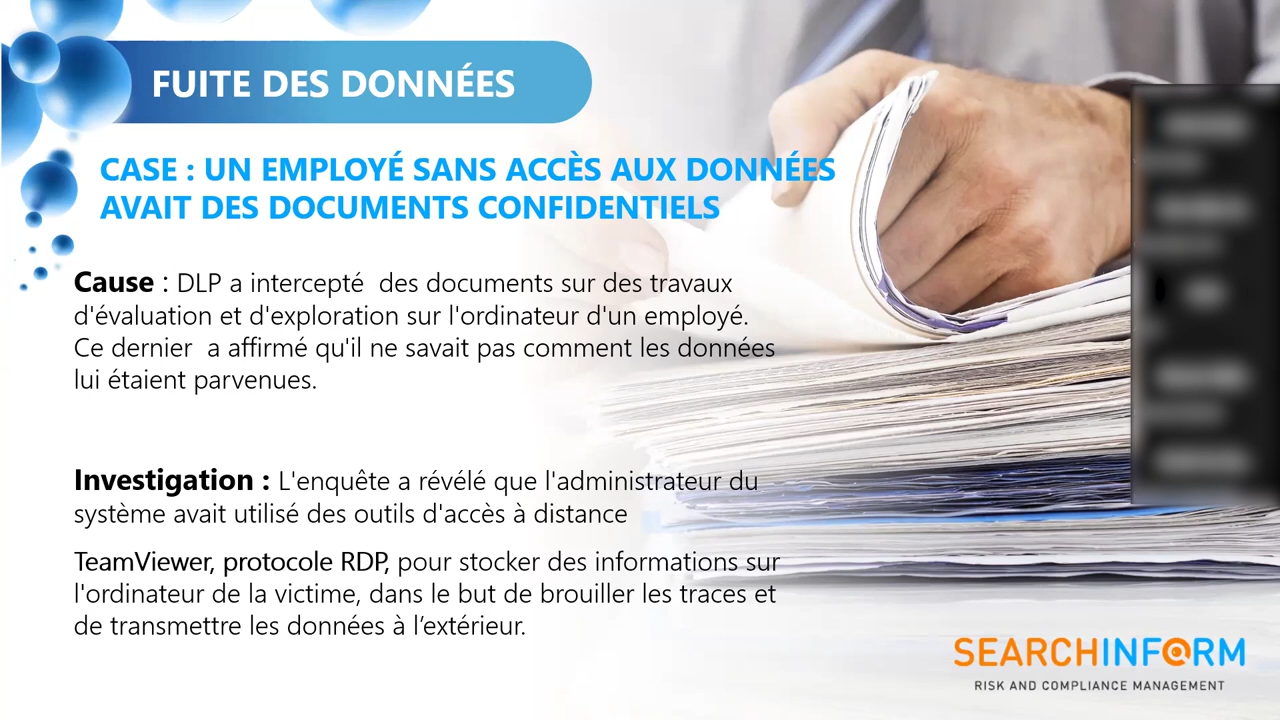 FUITE DES DONNÉES
CASE : UN EMPLOYÉ SANS ACCÈS AUX DONNÉES
AVAIT DES DOCUMENTS CONFIDENTIELS
Cause : DLP a intercepté  des documents sur des travaux
d'évaluation et d'exploration sur l'ordinateur d'un employé.
Ce dernier  a affirmé qu'il ne savait pas comment les données
lui étaient parvenues.
Investigation : L'enquête a révélé que l'administrateur du
système avait utilisé des outils d'accès à distance
TeamViewer, protocole RDP, pour stocker des informations sur
l'ordinateur de la victime, dans le but de brouiller les traces et
de transmettre les données à l’extérieur.
SEARCHINFORM
RISK AND COMPLIANCE MANAGEMENT